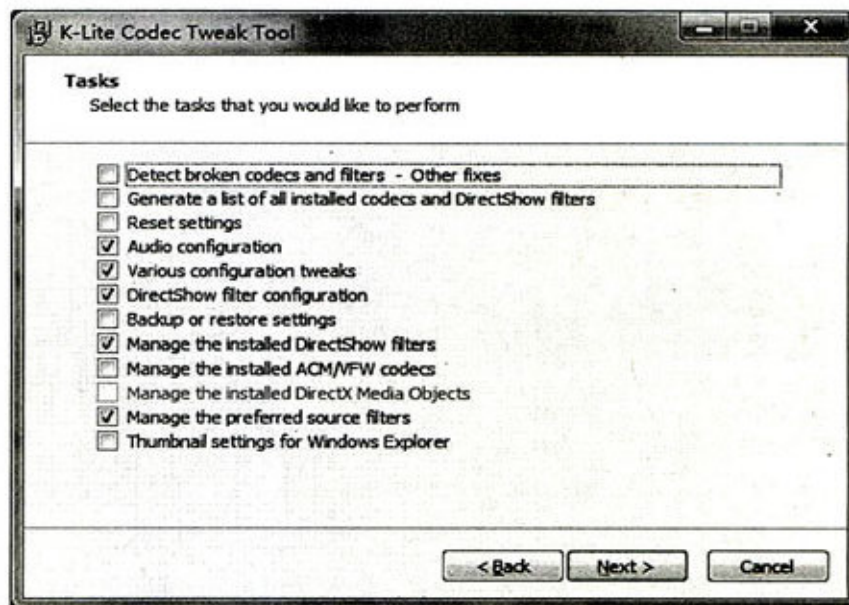 K-Lite Codec Tweak Tool
Tasks
Select the tasks that you would like to perform
Detect broken codecs and filters - Other fixes
Generate a list of all installed codecs and DirectShow filters
Reset settings
Audio configuration
Various configuration tweaks
DirectShow filter configuration
Backup or restore settings
Manage the installed DirectShow filters
Manage the installed ACM/VFW codecs
Manage the installed DirectX Media Objects
Manage the preferred source filters
Thumbnail settings for Windows Explorer
< Back Next > Cancel